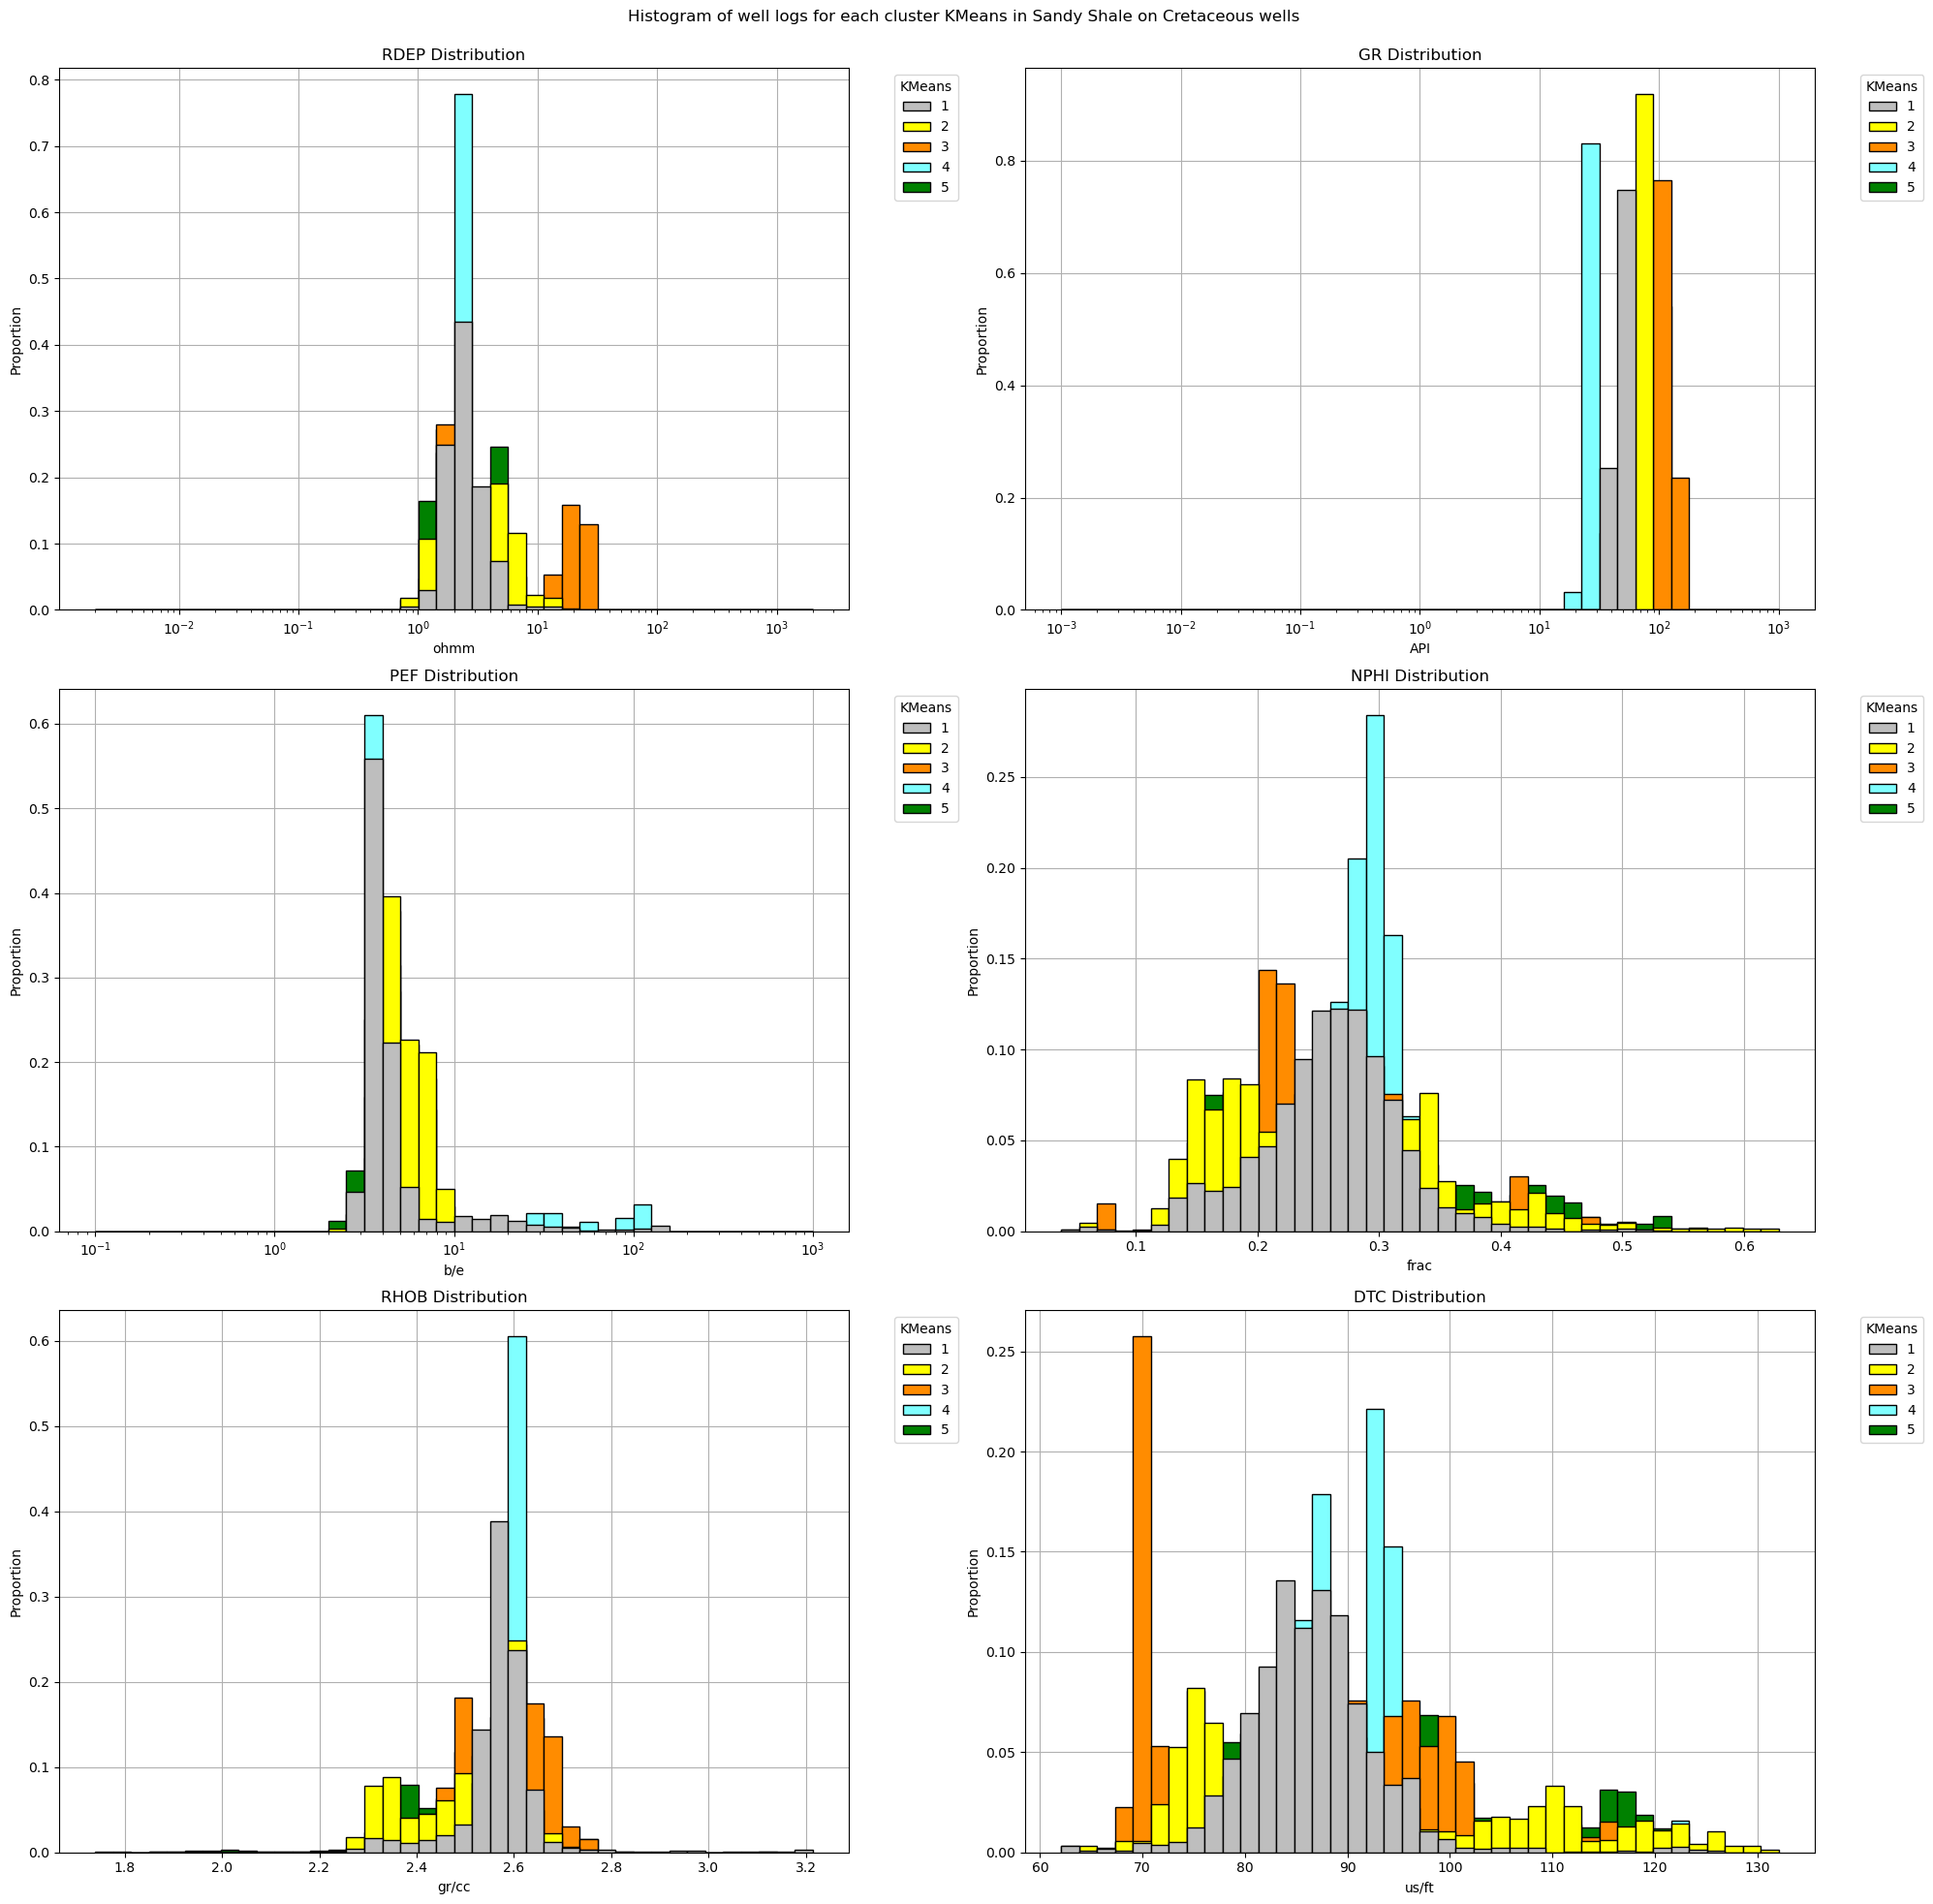 Histogram of well logs for each cluster KMeans in Sandy Shale on Cretaceous wells
RDEP Distribution
Proportion
0.8
0.7
0.6
0.5
0.4
0.3
0.2
0.1
0.0
10⁻² 10⁻¹ 10⁰ 10¹ 10² 10³
ohmm
KMeans
1
2
3
4
5
GR Distribution
Proportion
0.8
0.6
0.4
0.2
0.0
10⁻³ 10⁻² 10⁻¹ 10⁰ 10¹ 10² 10³
API
KMeans
1
2
3
4
5
PEF Distribution
Proportion
0.6
0.5
0.4
0.3
0.2
0.1
0.0
10⁻¹ 10⁰ 10¹ 10² 10³
b/e
KMeans
1
2
3
4
5
NPHI Distribution
Proportion
0.25
0.20
0.15
0.10
0.05
0.00
0.1 0.2 0.3 0.4 0.5 0.6
frac
KMeans
1
2
3
4
5
RHOB Distribution
Proportion
0.6
0.5
0.4
0.3
0.2
0.1
0.0
1.8 2.0 2.2 2.4 2.6 2.8 3.0 3.2
gr/cc
KMeans
1
2
3
4
5
DTC Distribution
Proportion
0.25
0.20
0.15
0.10
0.05
0.00
60 70 80 90 100 110 120 130
us/ft
KMeans
1
2
3
4
5